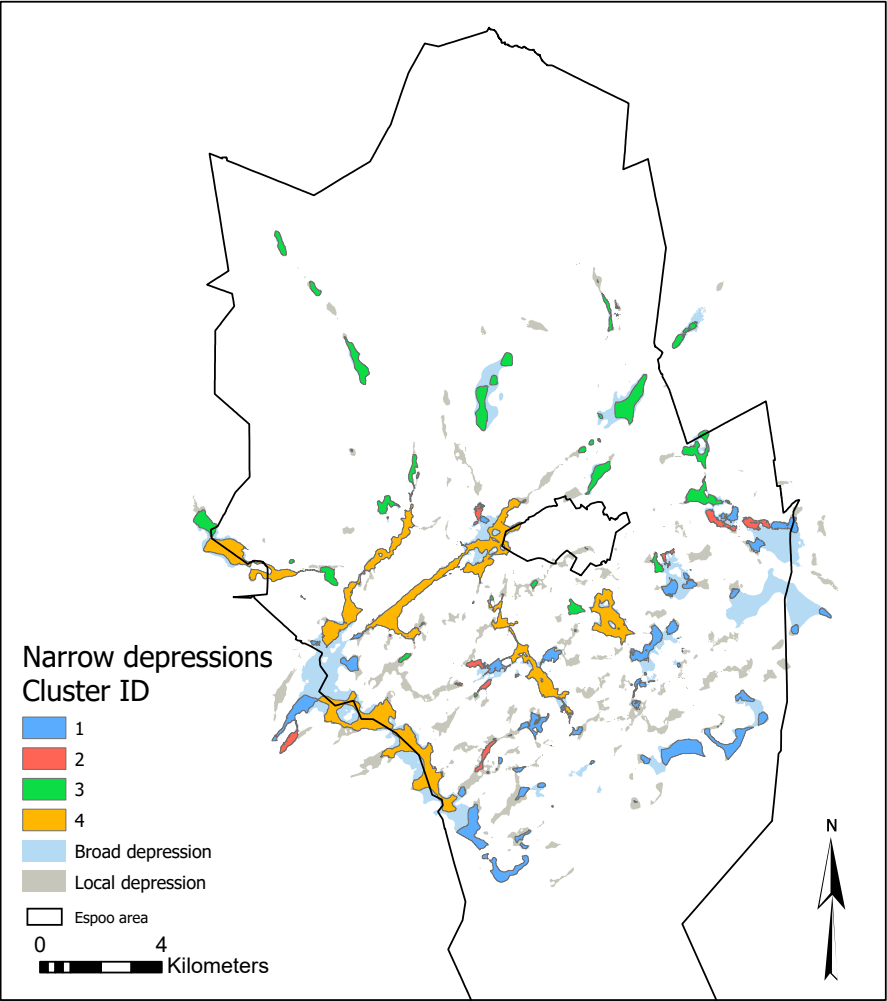 Narrow depressions
Cluster ID
1
2
3
4
Broad depression
Local depression
Espoo area
0 4
Kilometers
N